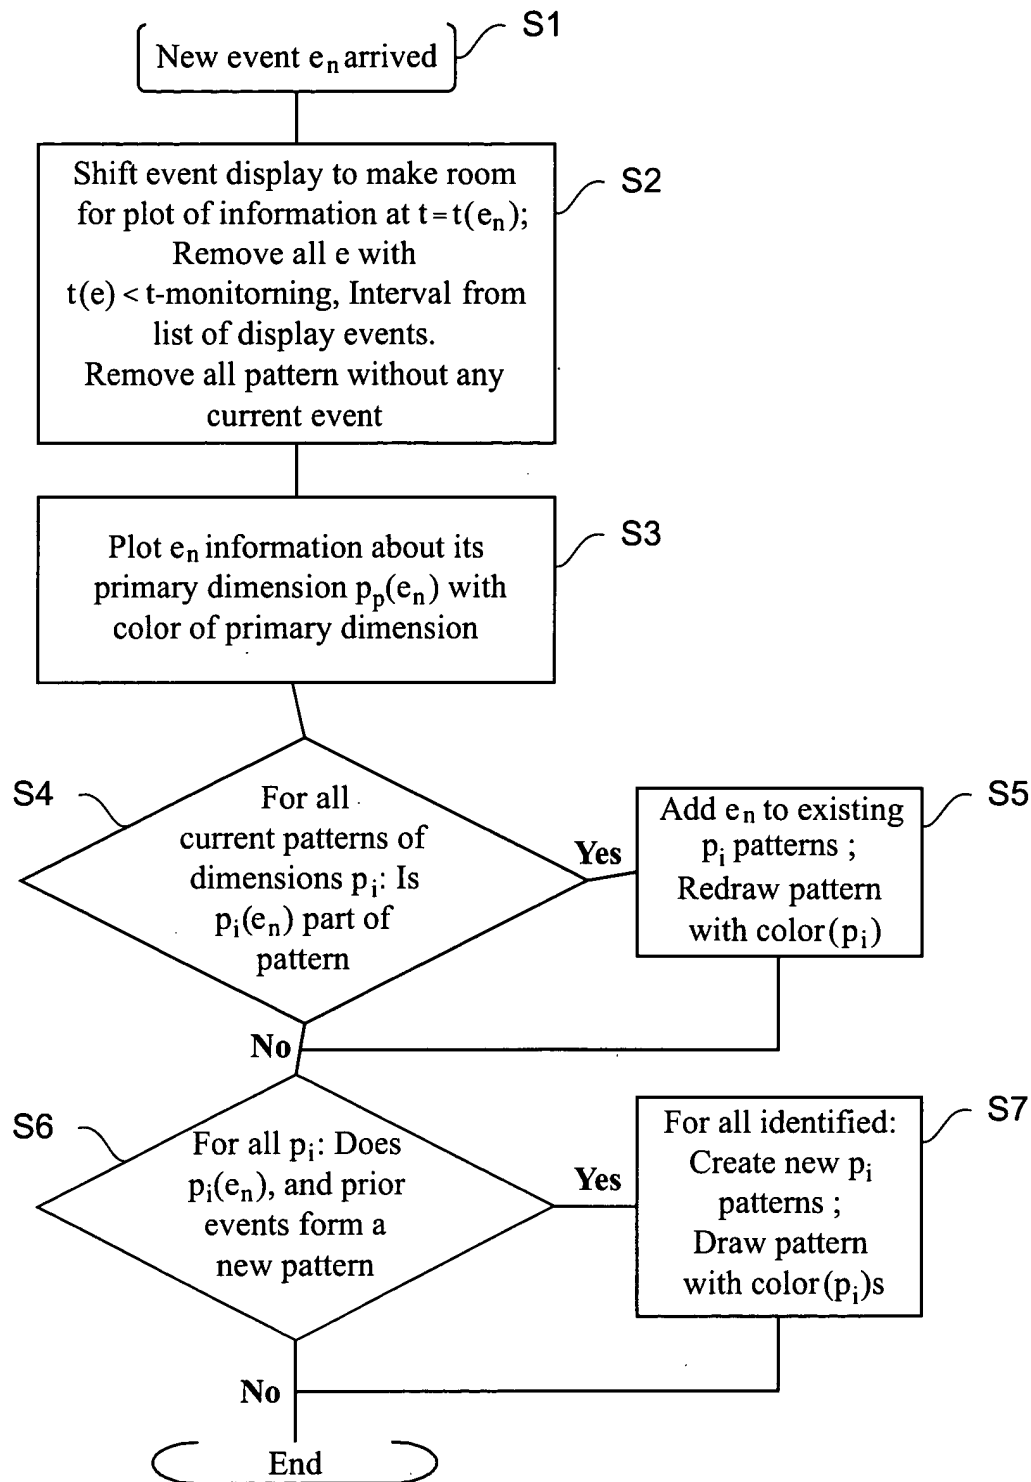 S1
New event eₙ arrived
S2
Shift event display to make room
for plot of information at t=t(eₙ);
Remove all e with
t(e) < t-monitorning, Interval from
list of display events.
Remove all pattern without any
current event
S3
Plot eₙ information about its
primary dimension pₚ(eₙ) with
color of primary dimension
S4
For all
current patterns of
dimensions pᵢ: Is
pᵢ(eₙ) part of
pattern
Yes
S5
Add eₙ to existing
pᵢ patterns ;
Redraw pattern
with color(pᵢ)
No
S6
For all pᵢ: Does
pᵢ(eₙ), and prior
events form a
new pattern
Yes
S7
For all identified:
Create new pᵢ
patterns ;
Draw pattern
with color(pᵢ)s
No
End